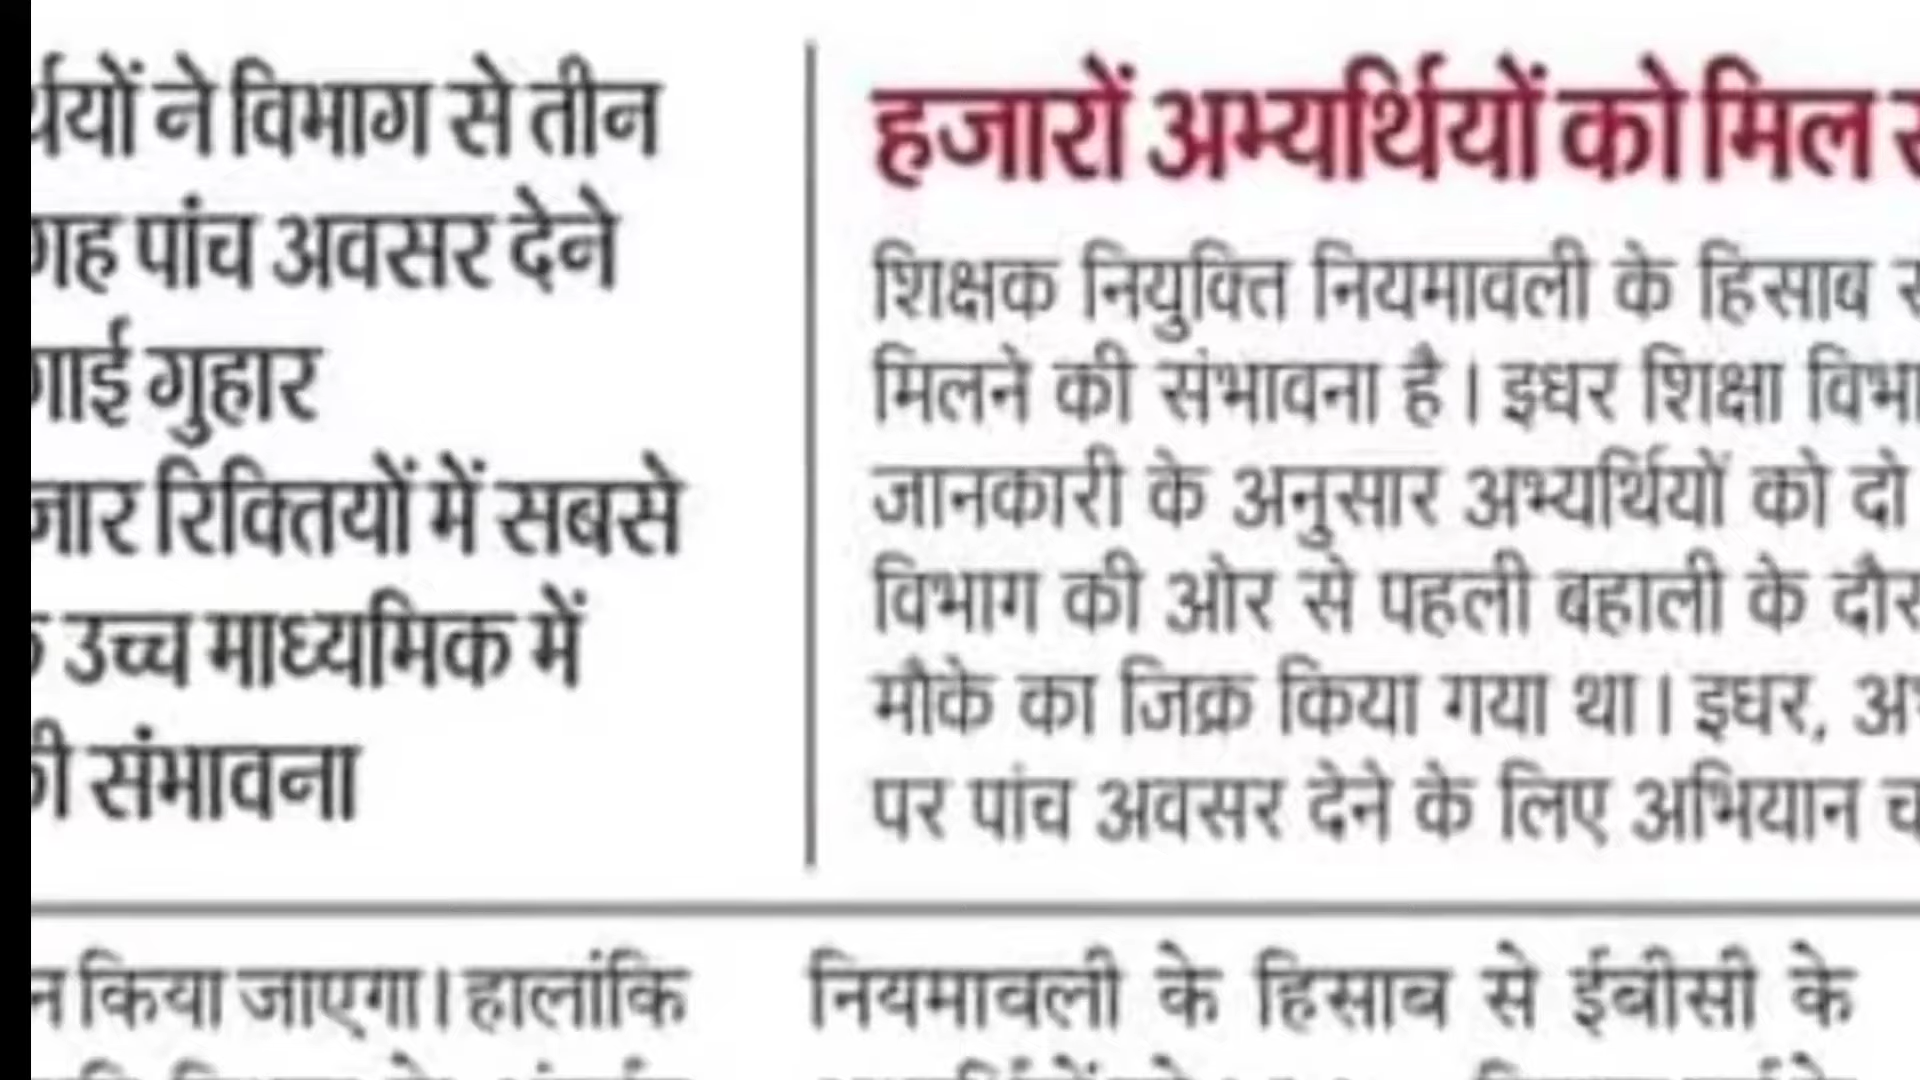 ने विभाग से तीन
पांच अवसर देने
गुहार
रिक्तियों में सबसे
उच्च माध्यमिक में
संभावना
हजारों अभ्यर्थियों को मिल
शिक्षक नियुक्ति नियमावली के हिसाब
मिलने की संभावना है। इधर शिक्षा
जानकारी के अनुसार अभ्यर्थियों को दो
विभाग की ओर से पहली बहाली के
मौके का जिक्र किया गया था। इधर,
पर पांच अवसर देने के लिए अभियान
किया जाएगा। हालांकि
नियमावली के हिसाब से ईबीसी के